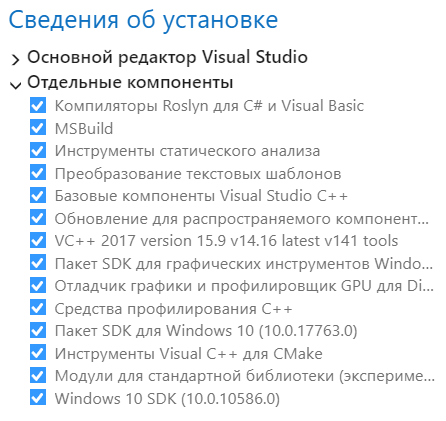 Сведения об установке
Основной редактор Visual Studio
Отдельные компоненты
Компиляторы Roslyn для C# и Visual Basic
MSBuild
Инструменты статического анализа
Преобразование текстовых шаблонов
Базовые компоненты Visual Studio C++
Обновление для распространяемого компонент...
VC++ 2017 version 15.9 v14.16 latest v141 tools
Пакет SDK для графических инструментов Windo...
Отладчик графики и профилировщик GPU для Di...
Средства профилирования C++
Пакет SDK для Windows 10 (10.0.17763.0)
Инструменты Visual C++ для CMake
Модули для стандартной библиотеки (эксперимe...
Windows 10 SDK (10.0.10586.0)